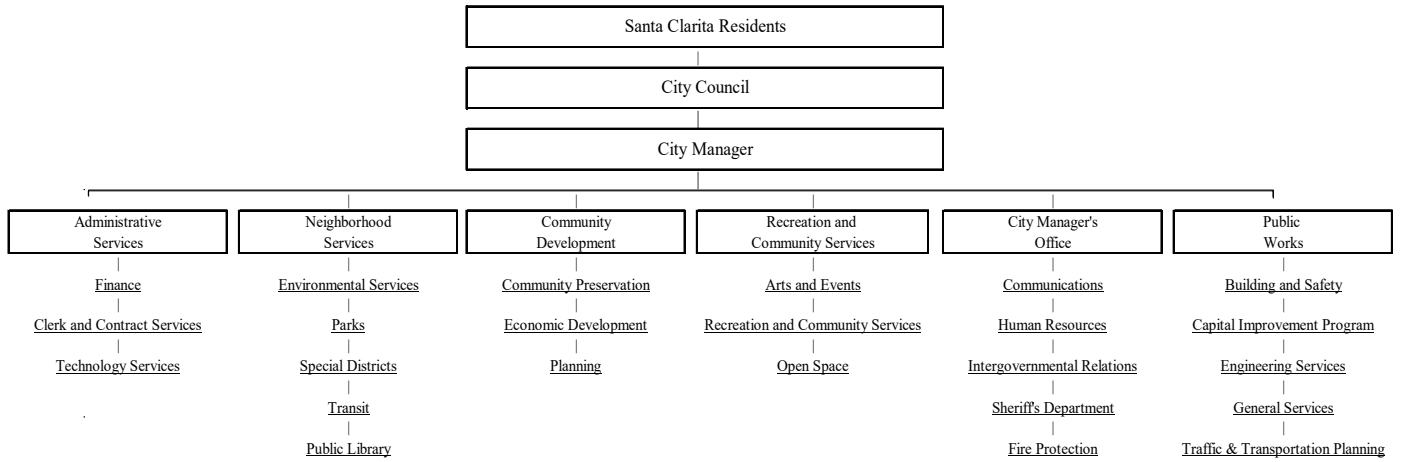 Santa Clarita Residents
City Council
City Manager
Administrative
Services
Finance
Clerk and Contract Services
Technology Services
Neighborhood
Services
Environmental Services
Parks
Special Districts
Transit
Public Library
Community
Development
Community Preservation
Economic Development
Planning
Recreation and
Community Services
Arts and Events
Recreation and Community Services
Open Space
City Manager's
Office
Communications
Human Resources
Intergovernmental Relations
Sheriff's Department
Fire Protection
Public
Works
Building and Safety
Capital Improvement Program
Engineering Services
General Services
Traffic & Transportation Planning